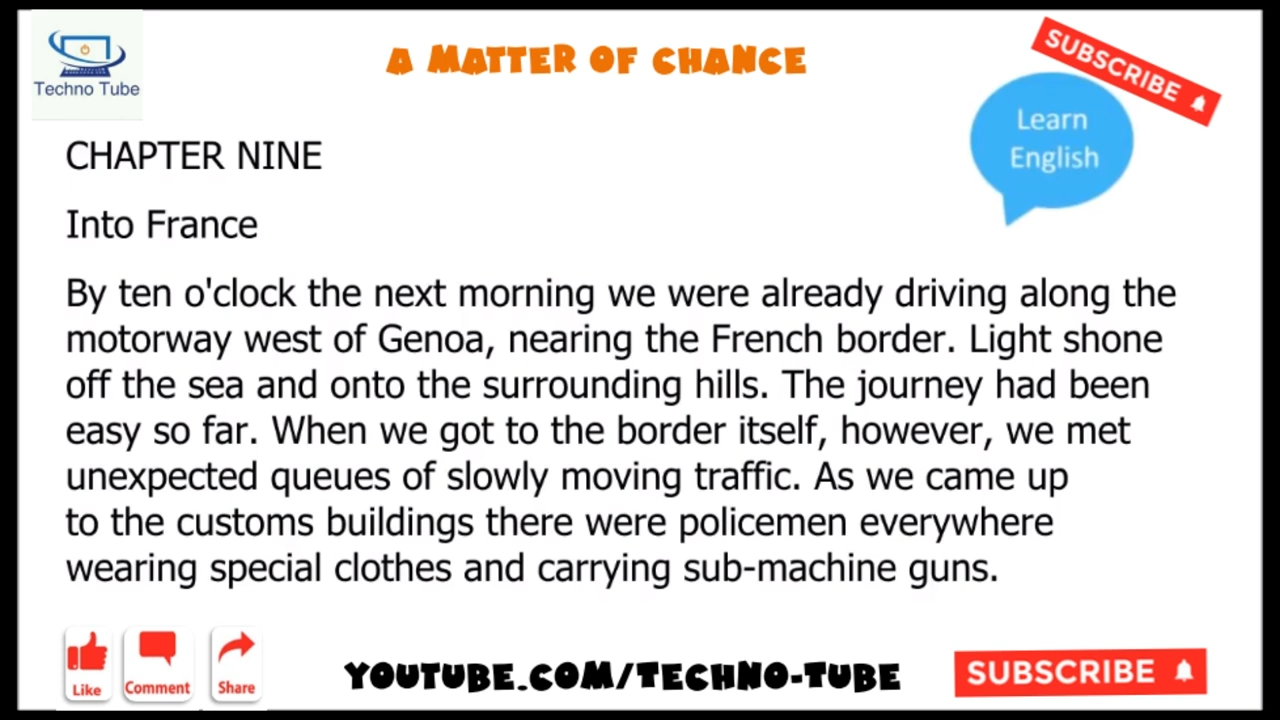 A MATTER OF CHANCE
SUBSCRIBE
Techno Tube
Learn
English
CHAPTER NINE
Into France
By ten o'clock the next morning we were already driving along the
motorway west of Genoa, nearing the French border. Light shone
off the sea and onto the surrounding hills. The journey had been
easy so far. When we got to the border itself, however, we met
unexpected queues of slowly moving traffic. As we came up
to the customs buildings there were policemen everywhere
wearing special clothes and carrying sub-machine guns.
Like
Comment
Share
YOUTUBE.COM/TECHNO-TUBE
SUBSCRIBE